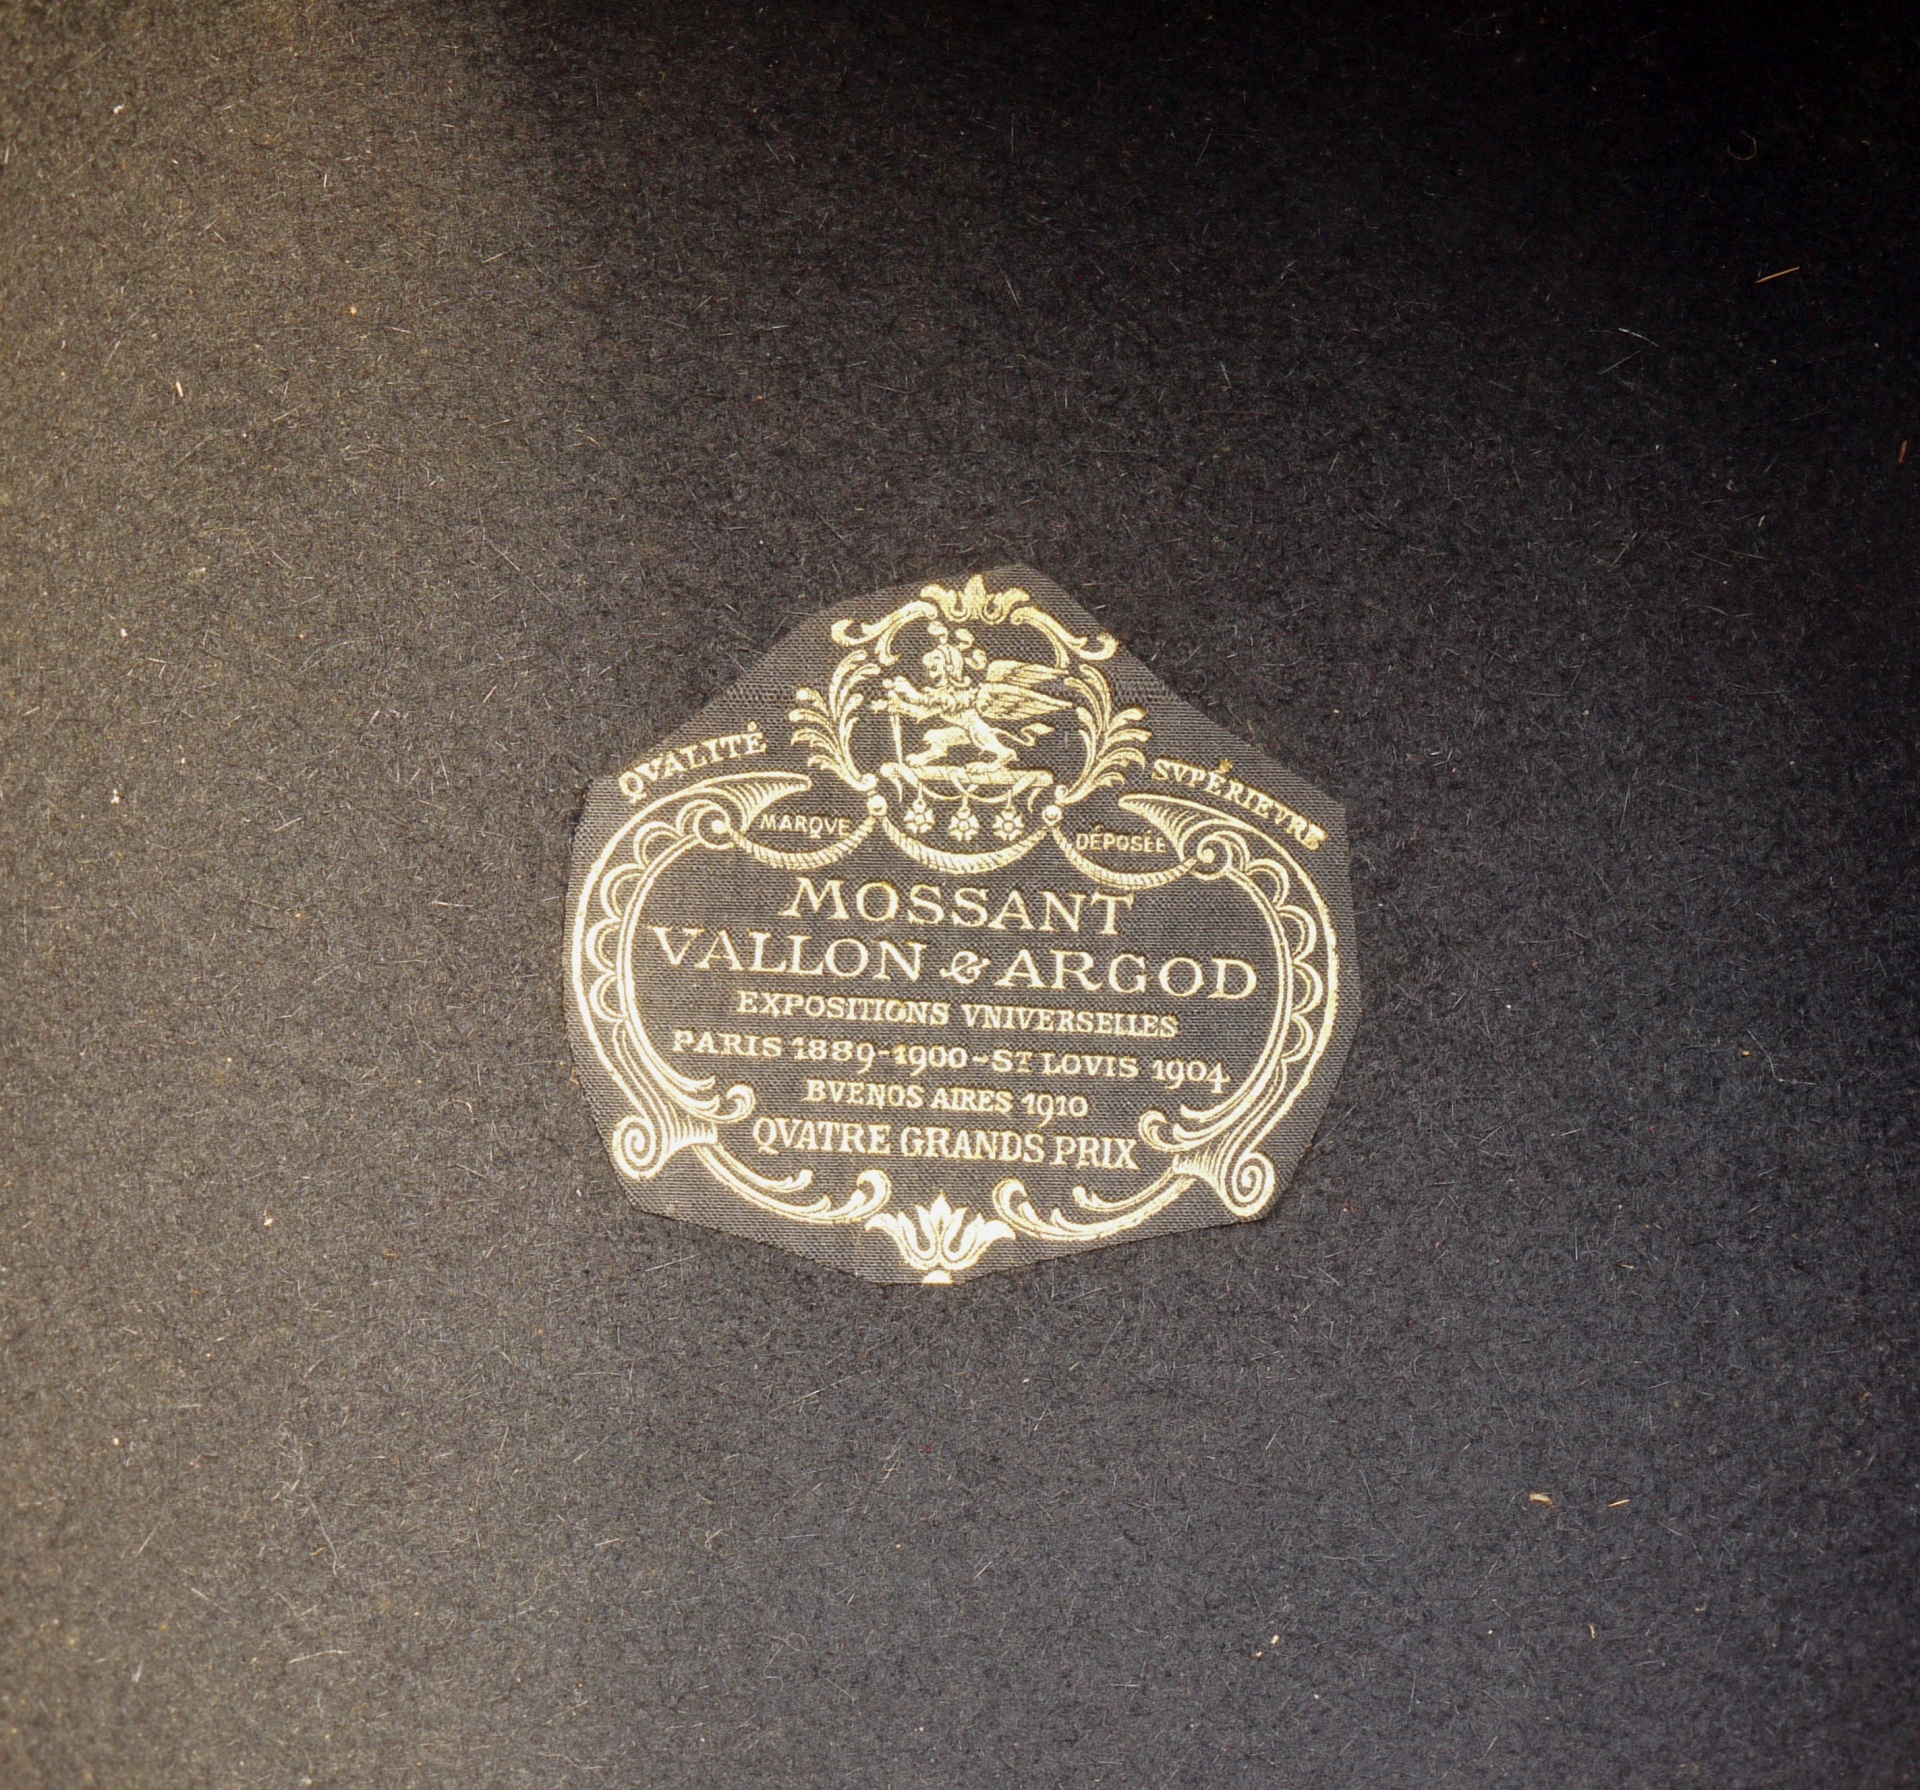 QVALITÉ SVPÉRIEVRE
MARQVE DÉPOSÉE
MOSSANT
VALLON & ARGOD
EXPOSITIONS VNIVERSELLES
PARIS 1889-1900-ST LOVIS 1904
BVENOS AIRES 1910
QVATRE GRANDS PRIX